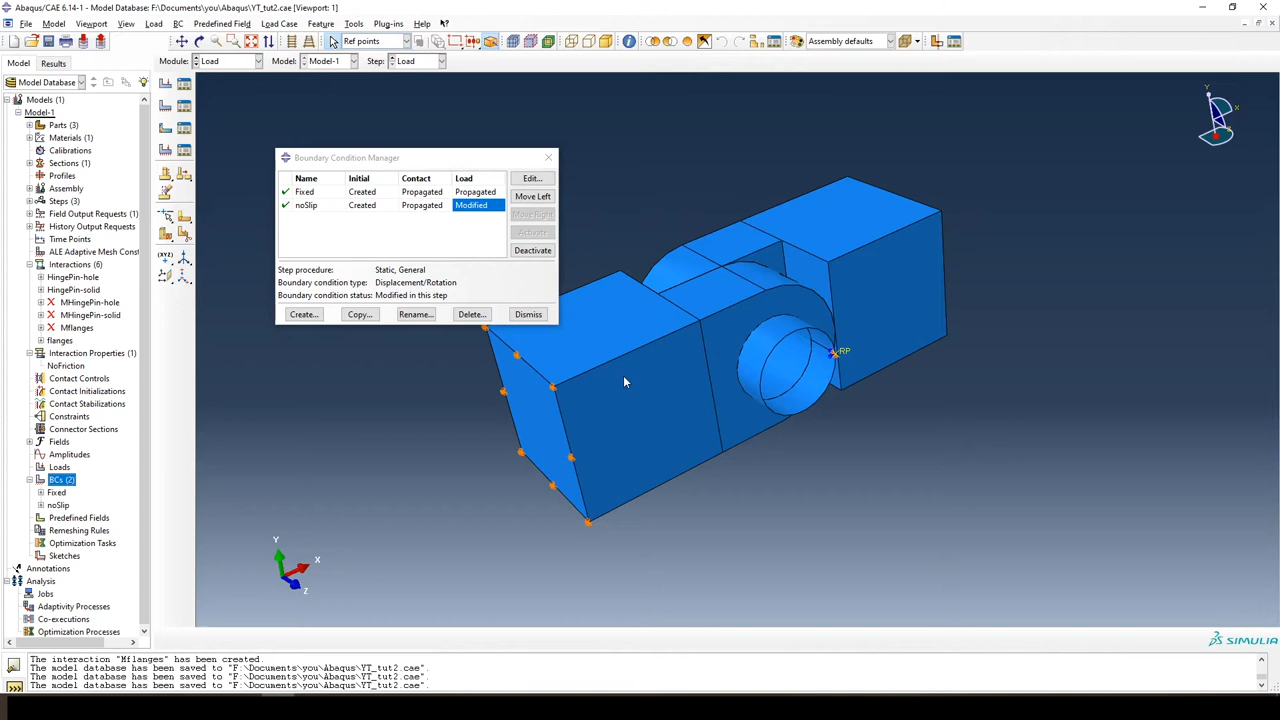 Abaqus/CAE 6.14-1 - Model Database: F:\Documents\you\Abaqus\YT_tut2.cae [Viewport: 1]
File Model Viewport View Load BC Predefined Field Load Case Feature Tools Plug-ins Help
Ref points
Assembly defaults
Model Results
Module: Load Model: Model-1 Step: Load
Model Database
Models (1)
Model-1
Parts (3)
Materials (1)
Calibrations
Sections (1)
Profiles
Assembly
Steps (3)
Field Output Requests (1)
History Output Requests (1)
Time Points
ALE Adaptive Mesh Const
Interactions (6)
HingePin-hole
HingePin-solid
MHingePin-hole
MHingePin-solid
Mflanges
flanges
Interaction Properties (1)
NoFriction
Contact Controls
Contact Initializations
Contact Stabilizations
Constraints
Connector Sections
Fields
Amplitudes
Loads
BCs (2)
Fixed
noSlip
Predefined Fields
Remeshing Rules
Optimization Tasks
Sketches
Annotations
Analysis
Jobs
Adaptivity Processes
Co-executions
Optimization Processes
Boundary Condition Manager
Name Initial Contact Load
Fixed Created Propagated Propagated
noSlip Created Propagated Modified
Edit...
Move Left
Move Right
Activate
Deactivate
Step procedure: Static, General
Boundary condition type: Displacement/Rotation
Boundary condition status: Modified in this step
Create... Copy... Rename... Delete... Dismiss
RP
Y
X
Z
Y
X
Z
SIMULIA
The interaction "Mflanges" has been created.
The model database has been saved to "F:\Documents\you\Abaqus\YT_tut2.cae".
The model database has been saved to "F:\Documents\you\Abaqus\YT_tut2.cae".
The model database has been saved to "F:\Documents\you\Abaqus\YT_tut2.cae".